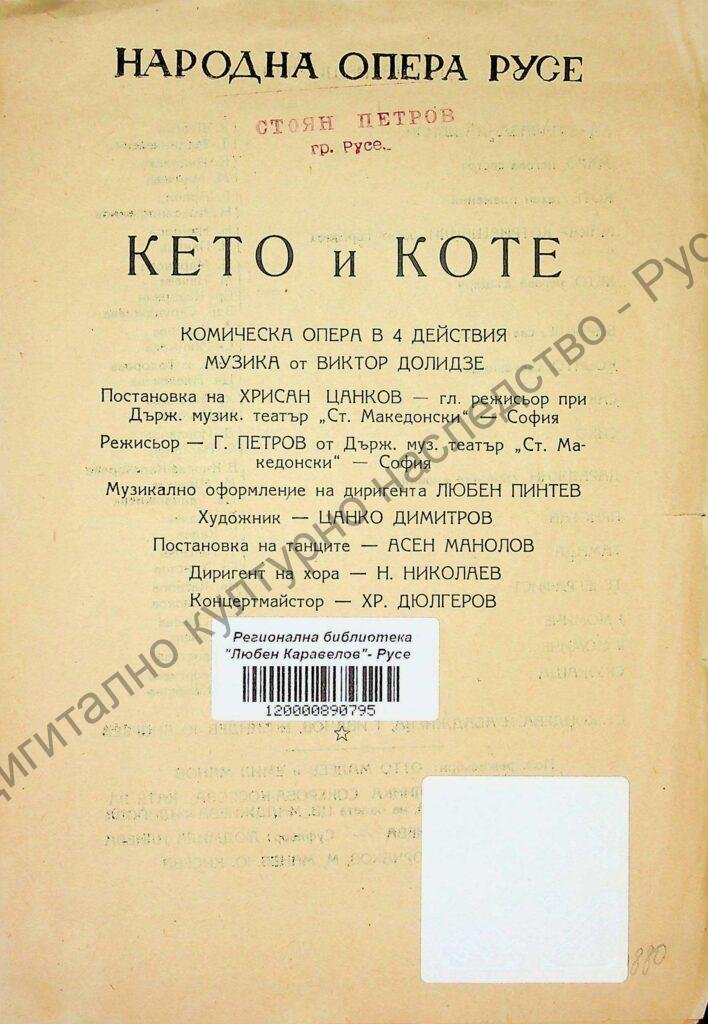 НАРОДНА ОПЕРА РУСЕ
СТОЯН ПЕТРОВ
гр. Русе.
КЕТО и КОТЕ
КОМИЧЕСКА ОПЕРА В 4 ДЕЙСТВИЯ
МУЗИКА от ВИКТОР ДОЛИДЗЕ
Постановка на ХРИСАН ЦАНКОВ — гл. режисьор при
Държ. музик. театър „Ст. Македонски“ — София
Режисьор — Г. ПЕТРОВ от Държ. муз. театър „Ст. Ма-
кедонски“ — София
Музикално оформление на диригента ЛЮБЕН ПИНТЕВ
Художник — ЦАНКО ДИМИТРОВ
Постановка на танците — АСЕН МАНОЛОВ
Диригент на хора — Н. НИКОЛАЕВ
Концертмайстор — ХР. ДЮЛГЕРОВ
Регионална библиотека
"Любен Каравелов"- Русе
120000890795
дигитално културно наследство - Рус